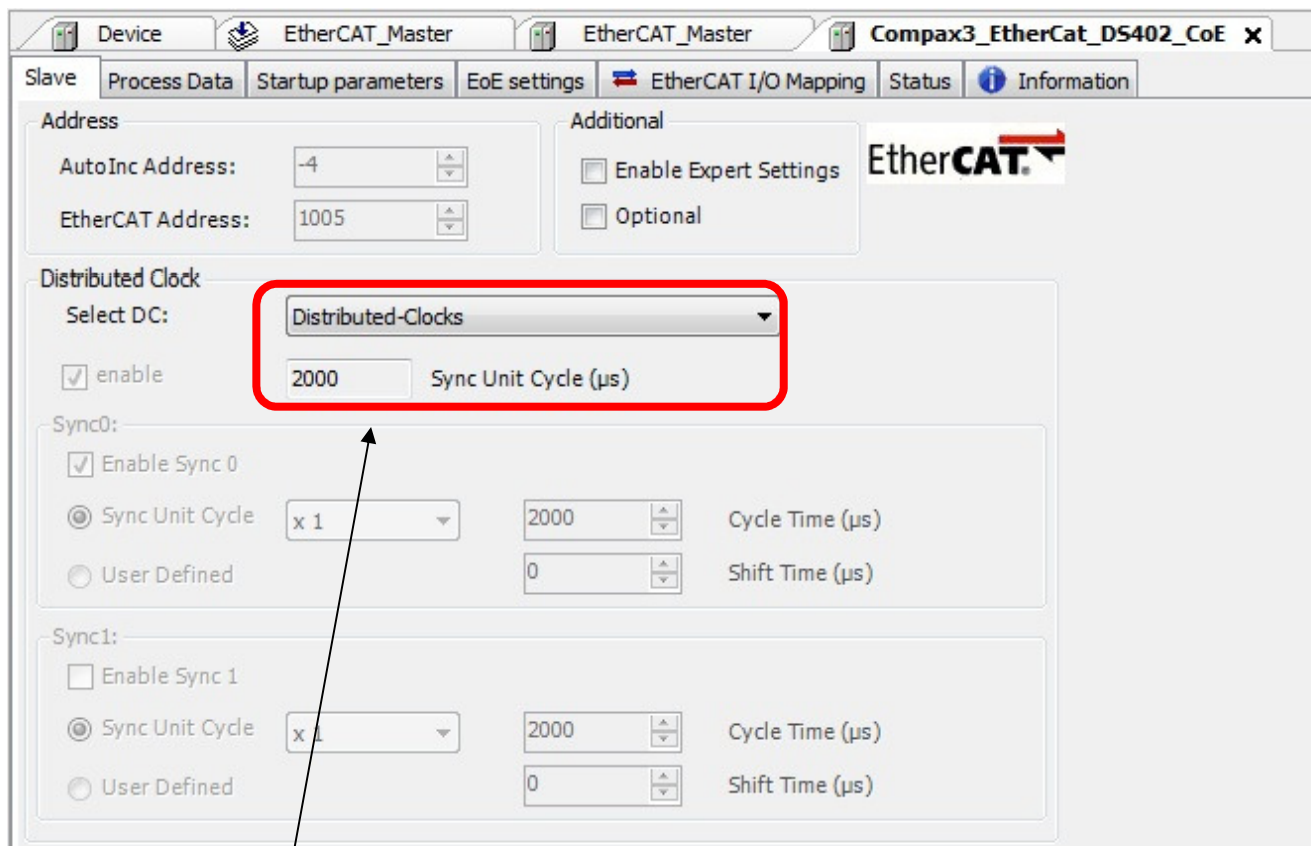 Device EtherCAT_Master EtherCAT_Master Compax3_EtherCat_DS402_CoE x
Slave Process Data Startup parameters EoE settings EtherCAT I/O Mapping Status Information
Address Additional
AutoInc Address: -4 Enable Expert Settings EtherCAT.
EtherCAT Address: 1005 Optional
Distributed Clock
Select DC: Distributed-Clocks
enable 2000 Sync Unit Cycle (µs)
Sync0:
Enable Sync 0
Sync Unit Cycle x 1 2000 Cycle Time (µs)
User Defined 0 Shift Time (µs)
Sync1:
Enable Sync 1
Sync Unit Cycle x 1 2000 Cycle Time (µs)
User Defined 0 Shift Time (µs)